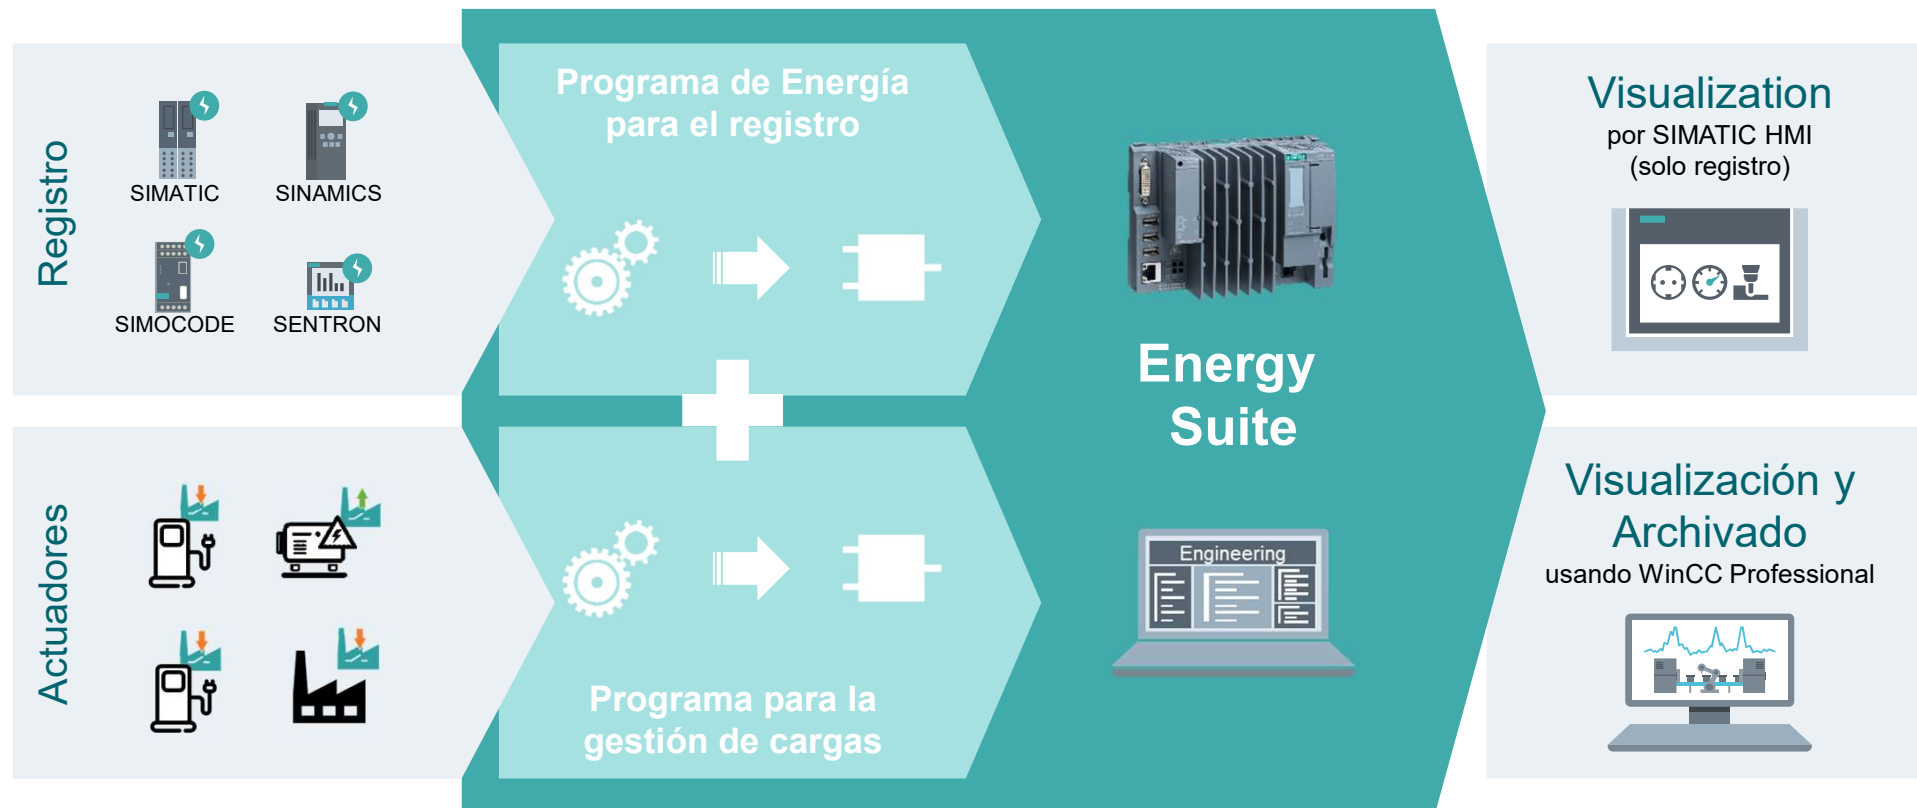 Registro
SIMATIC
SINAMICS
SIMOCODE
SENTRON
Actuadores
Programa de Energía
para el registro
Programa para la
gestión de cargas
Energy
Suite
Engineering
Visualization
por SIMATIC HMI
(solo registro)
Visualización y
Archivado
usando WinCC Professional